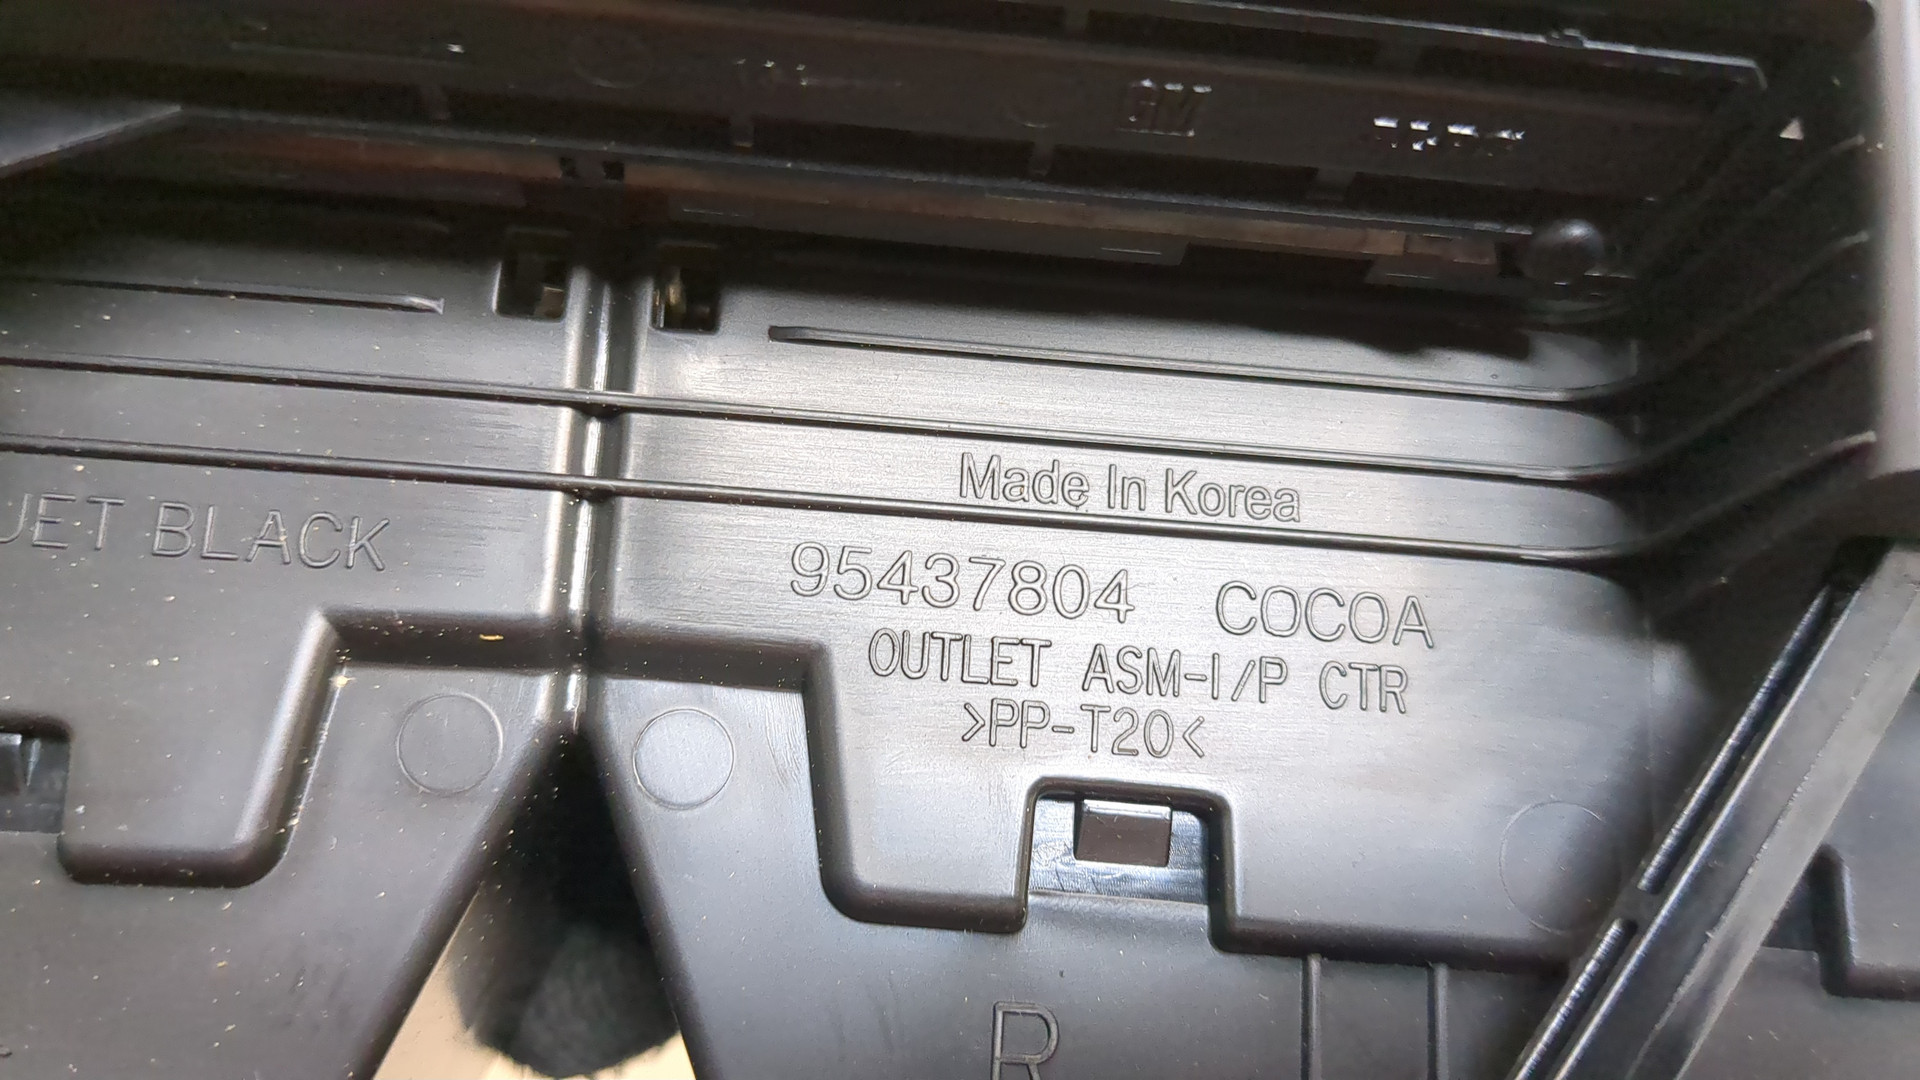 GM
Made In Korea
JET BLACK
95437804 COCOA
OUTLET ASM-I/P CTR
>PP-T20<
R